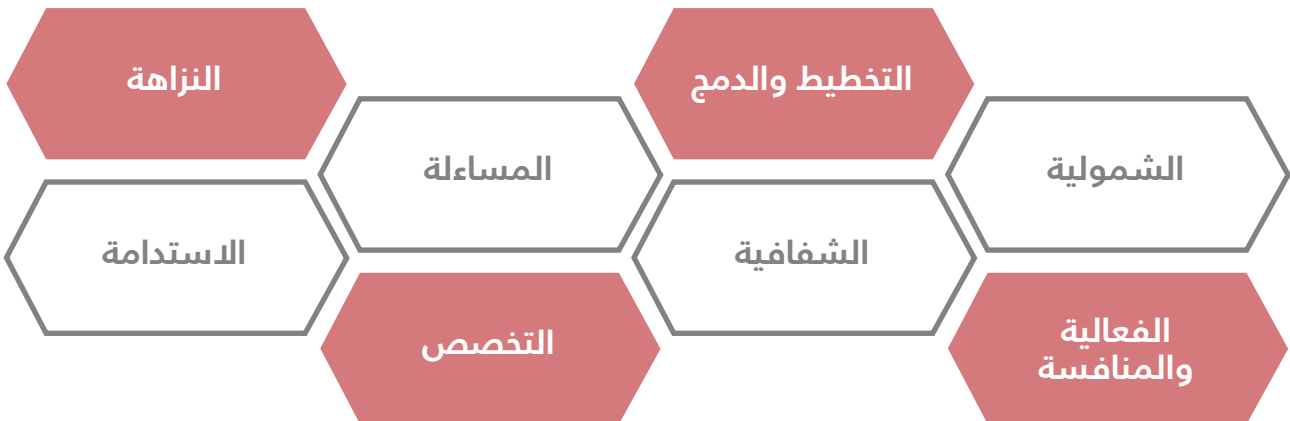 الشمولية
الفعالية
والمنافسة
التخطيط والدمج
الشفافية
المساءلة
التخصص
النزاهة
الاستدامة